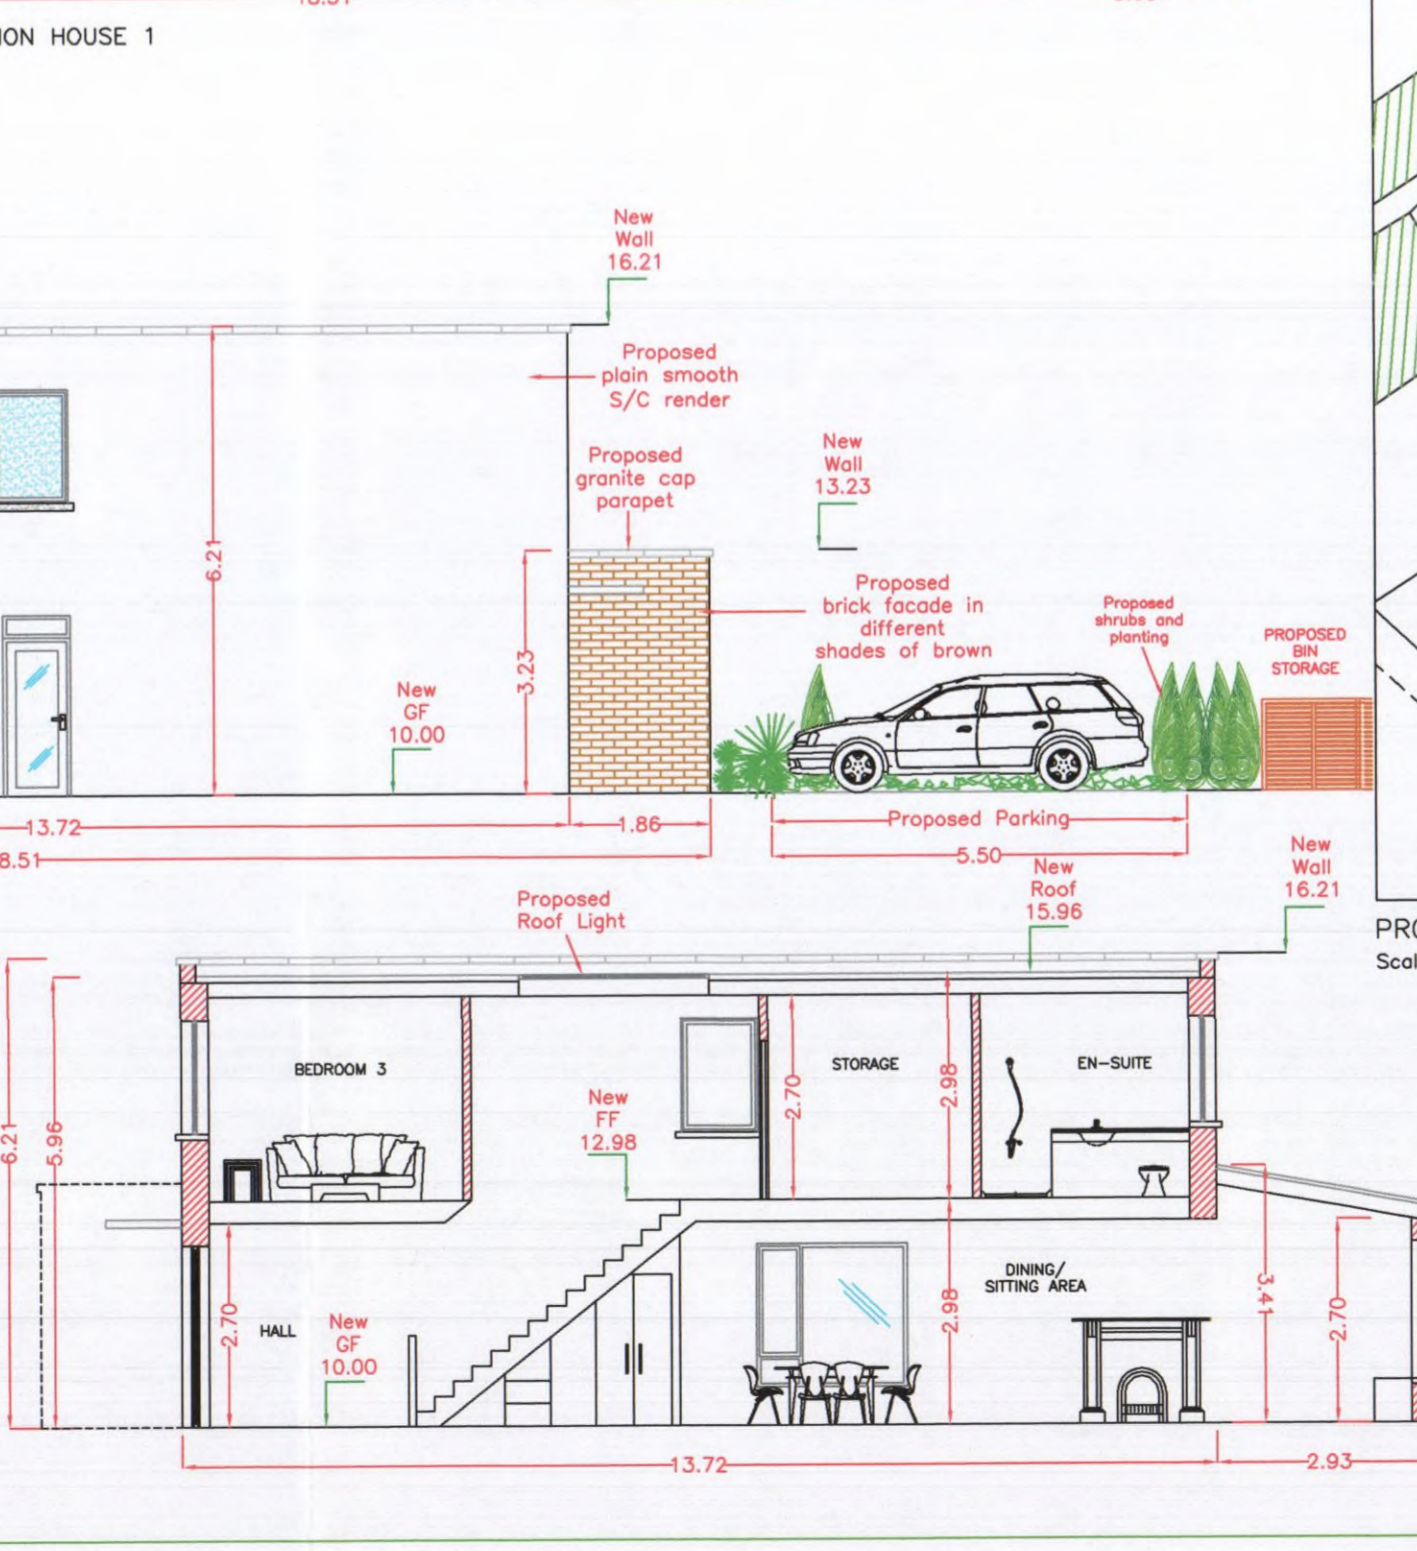 ION HOUSE 1
New
Wall
16.21
Proposed
plain smooth
S/C render
Proposed
granite cap
parapet
New
Wall
13.23
6.21
3.23
Proposed
brick facade in
different
shades of brown
Proposed
shrubs and
planting
PROPOSED
BIN
STORAGE
New
GF
10.00
13.72
1.86
Proposed Parking
8.51
5.50
New
Roof
15.96
New
Wall
16.21
Proposed
Roof Light
PRO
Scal
BEDROOM 3
STORAGE
EN-SUITE
2.70
2.98
New
FF
12.98
6.21
5.96
DINING/
SITTING AREA
2.70
HALL
New
GF
10.00
2.98
3.41
2.70
13.72
2.93